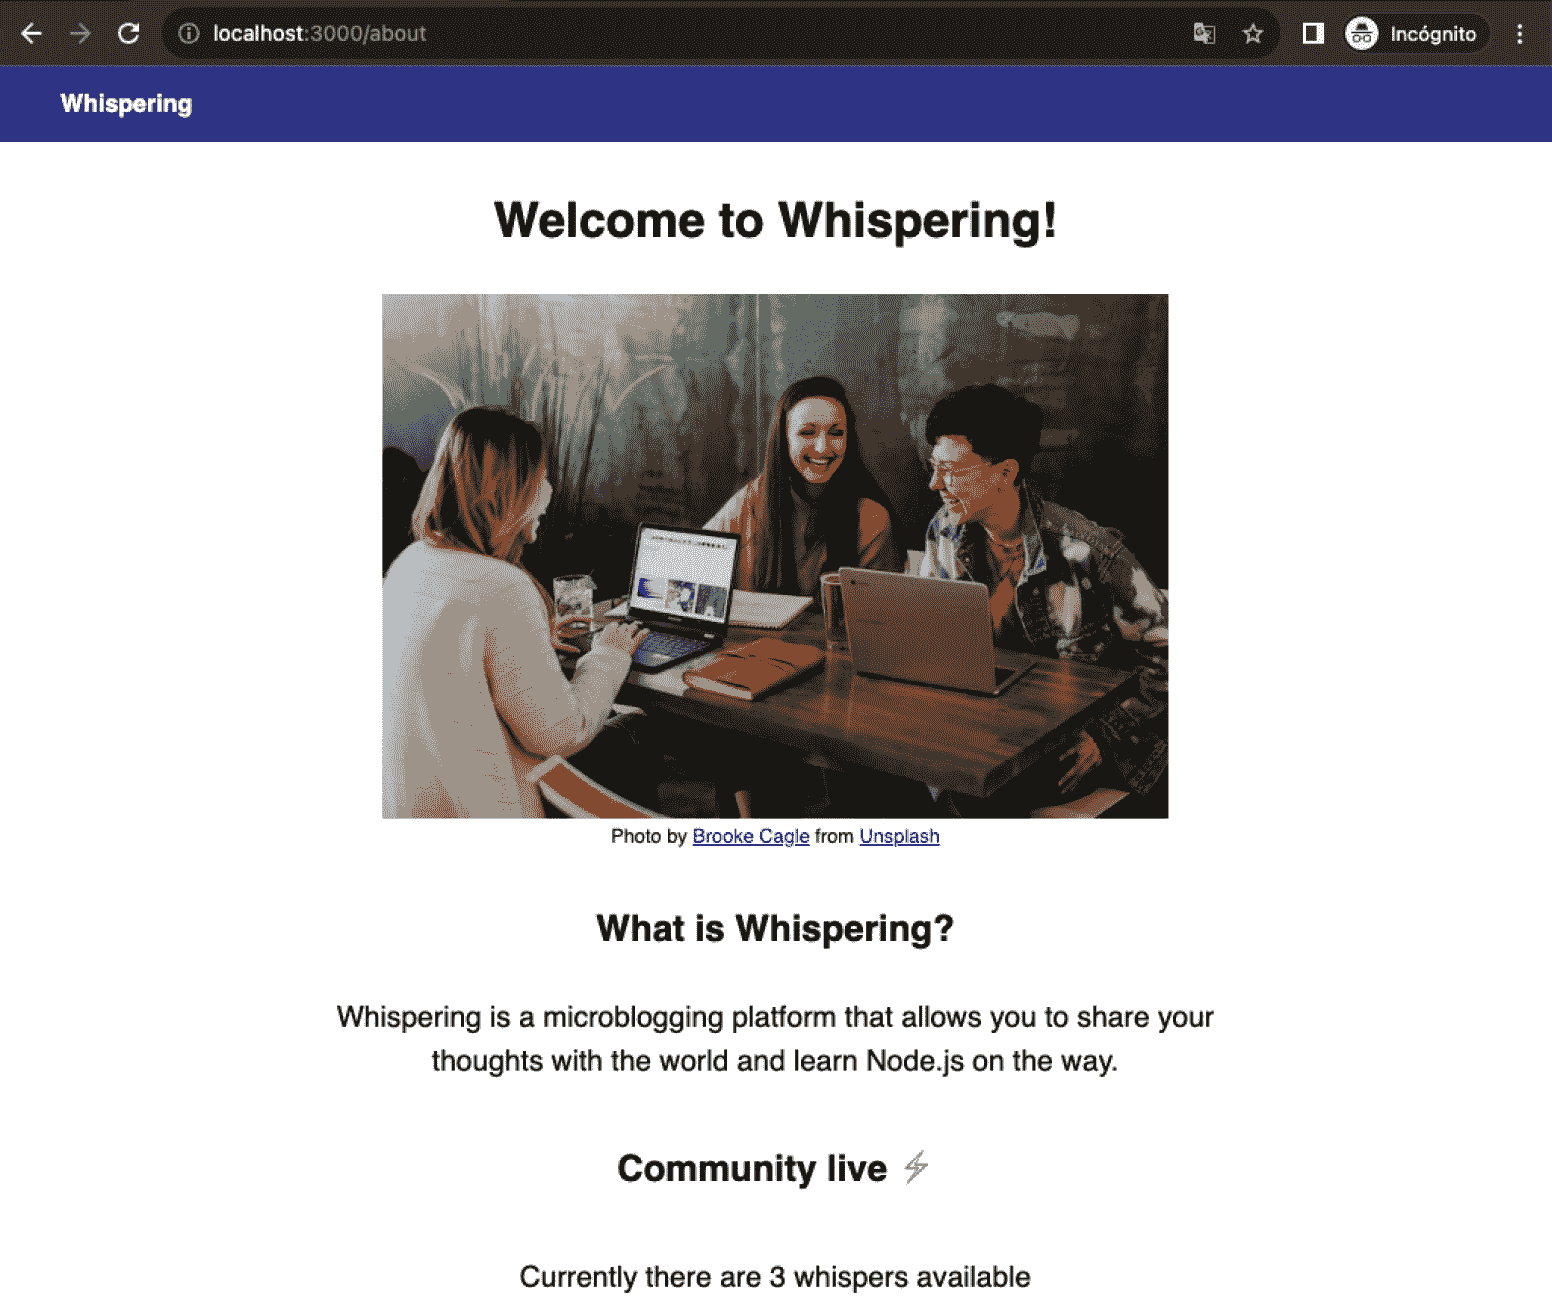 localhost:3000/about
Incógnito
Whispering
Welcome to Whispering!
Photo by Brooke Cagle from Unsplash
What is Whispering?
Whispering is a microblogging platform that allows you to share your
thoughts with the world and learn Node.js on the way.
Community live ⚡
Currently there are 3 whispers available